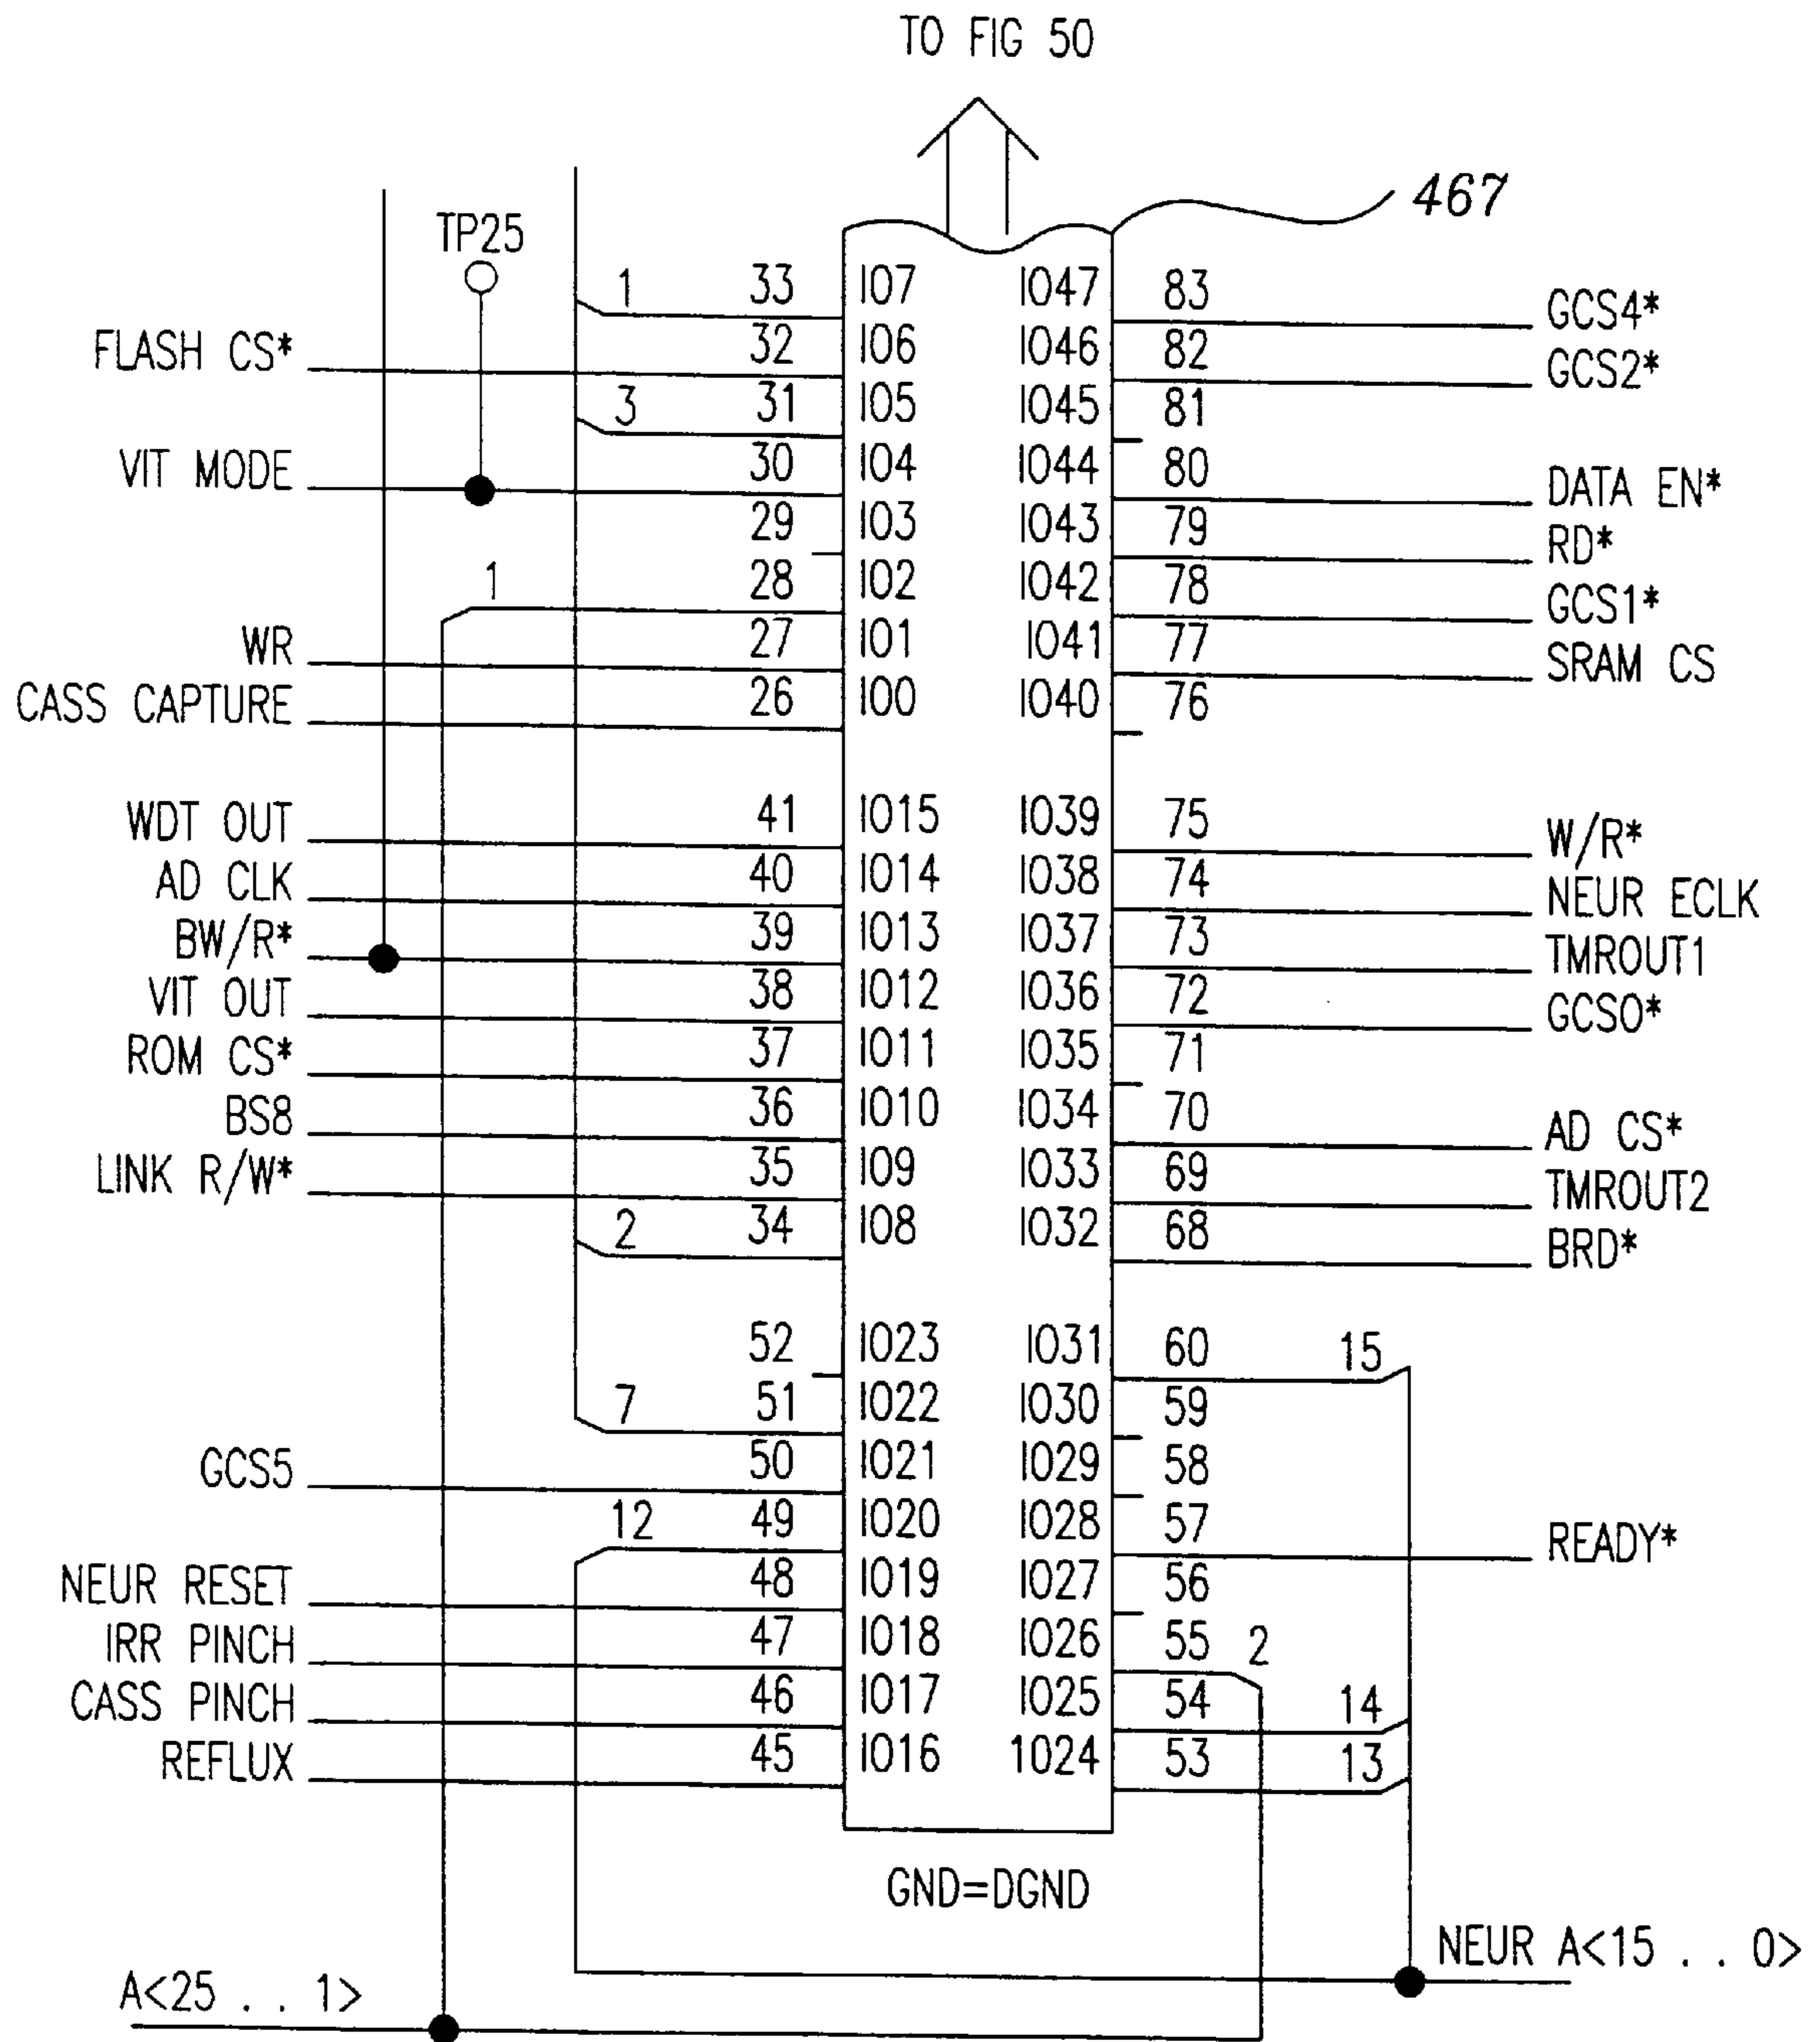 TO FIG 50
467
TP25
1 33 IO7 IO47 83 GCS4*
FLASH CS* 32 IO6 IO46 82 GCS2*
3 31 IO5 IO45 81
VIT MODE 30 IO4 IO44 80 DATA EN*
29 IO3 IO43 79 RD*
1 28 IO2 IO42 78 GCS1*
WR 27 IO1 IO41 77 SRAM CS
CASS CAPTURE 26 IO0 IO40 76
WDT OUT 41 IO15 IO39 75 W/R*
AD CLK 40 IO14 IO38 74 NEUR ECLK
BW/R* 39 IO13 IO37 73 TMROUT1
VIT OUT 38 IO12 IO36 72 GCS0*
ROM CS* 37 IO11 IO35 71
BS8 36 IO10 IO34 70 AD CS*
LINK R/W* 35 IO9 IO33 69 TMROUT2
2 34 IO8 IO32 68 BRD*
52 IO23 IO31 60 15
7 51 IO22 IO30 59
GCS5 50 IO21 IO29 58
12 49 IO20 IO28 57 READY*
NEUR RESET 48 IO19 IO27 56
IRR PINCH 47 IO18 IO26 55 2
CASS PINCH 46 IO17 IO25 54 14
REFLUX 45 IO16 1024 53 13
GND=DGND
NEUR A<15 . . 0>
A<25 . . 1>